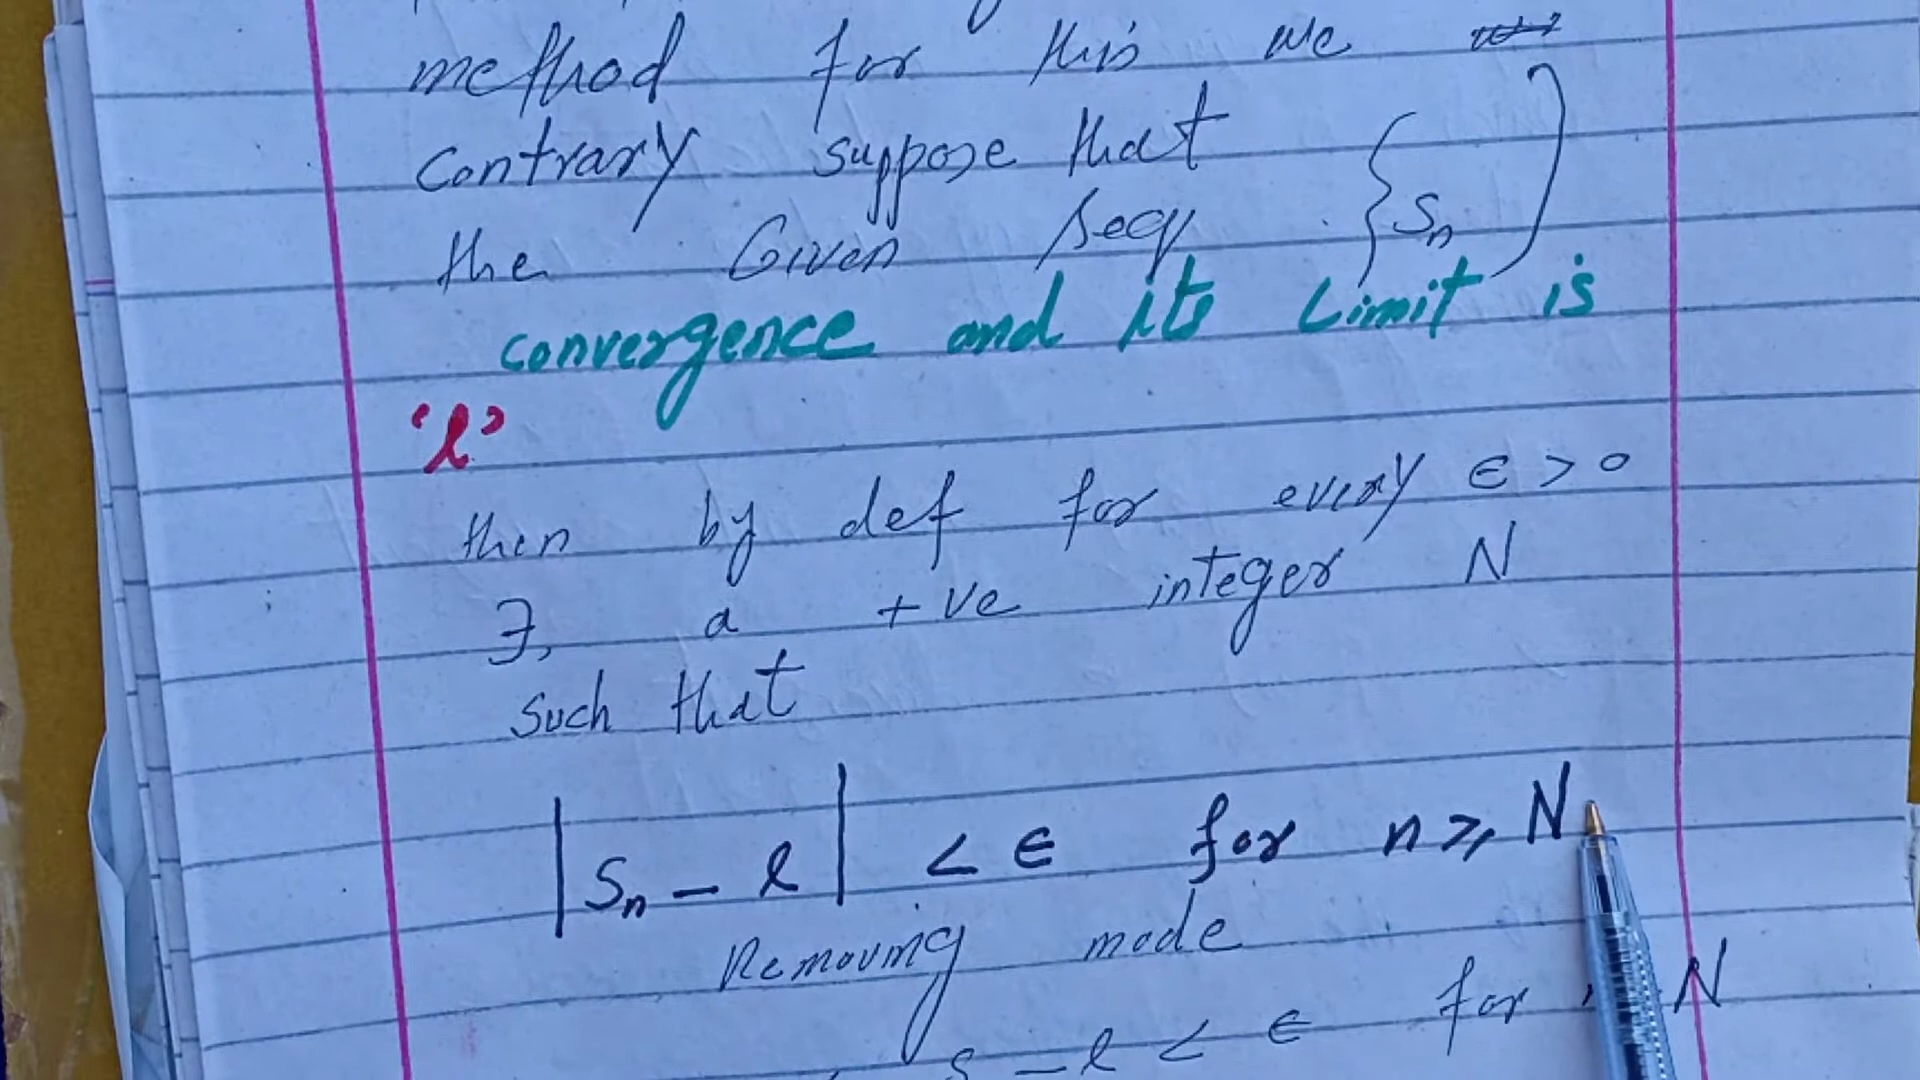 method for this we
contrary suppose that
the Given seq {Sn}
convergence and its Limit is
'l'
then by def for every ∈ > 0
∃, a +ve integer N
such that
|Sn - l| < ∈ for n ≥ N
Removing mode
S - l < ∈ for N